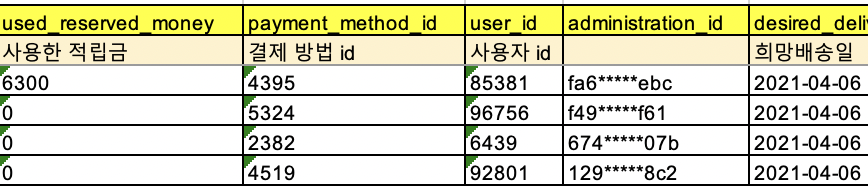 used_reserved_money payment_method_id user_id administration_id desired_deli
사용한 적립금 결제 방법 id 사용자 id 희망배송일
6300 4395 85381 fa6*****ebc 2021-04-06
0 5324 96756 f49*****f61 2021-04-06
0 2382 6439 674*****07b 2021-04-06
0 4519 92801 129*****8c2 2021-04-06